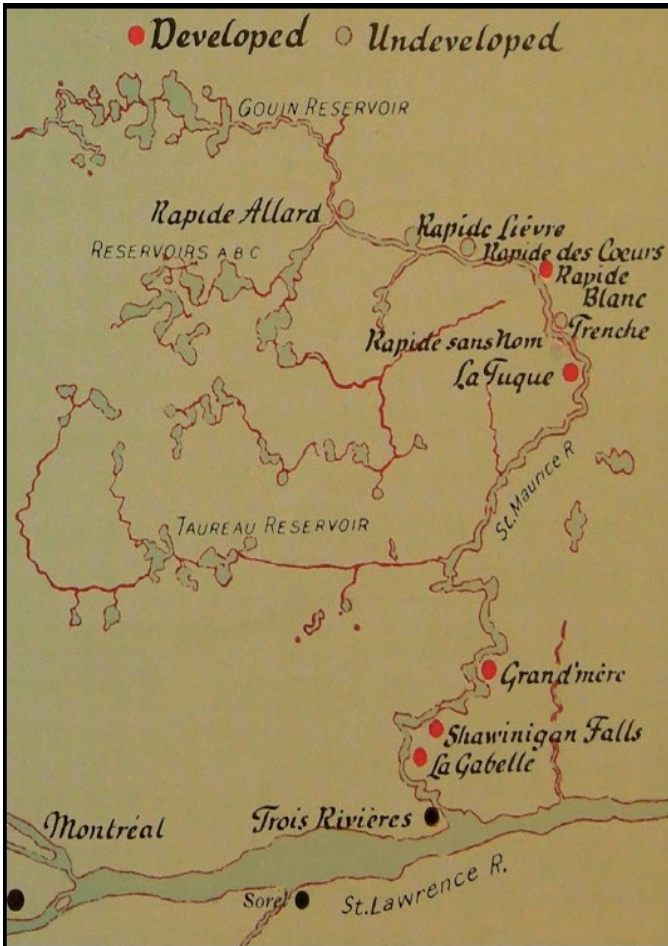 Developed Undeveloped
GOUIN RESERVOIR
Rapide Allard
Rapide Lièvre
RESERVOIRS A B C
Rapide des Cœurs
Rapide
Blanc
Trenche
Rapide sans Nom
La Tuque
St. Maurice R
TAUREAU RESERVOIR
Grand'mère
Shawinigan Falls
La Gabelle
Trois Rivières
Montréal
Sorel
St. Lawrence R.